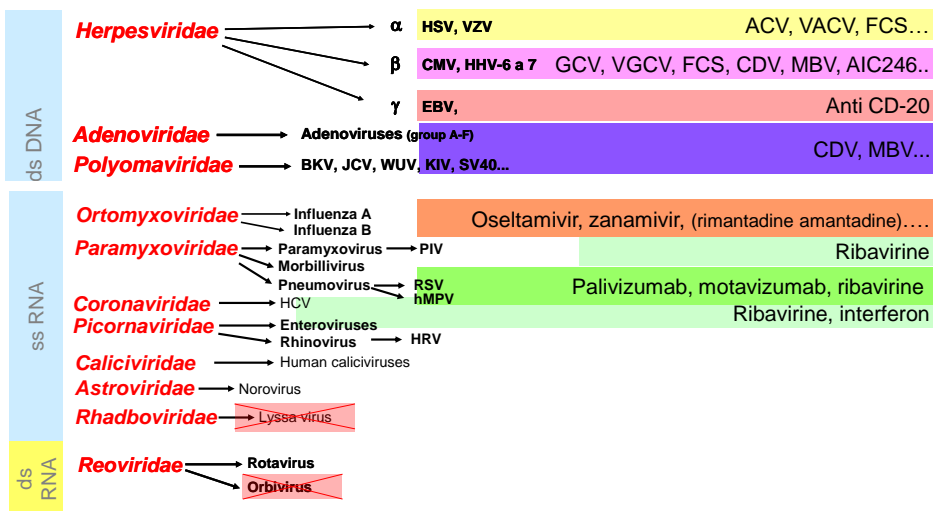 ds DNA
Herpesviridae
α HSV, VZV ACV, VACV, FCS…
β CMV, HHV-6 a 7 GCV, VGCV, FCS, CDV, MBV, AIC246..
γ EBV, Anti CD-20
Adenoviridae Adenoviruses (group A-F)
CDV, MBV...
Polyomaviridae BKV, JCV, WUV, KIV, SV40...
ss RNA
Ortomyxoviridae Influenza A
Influenza B
Oseltamivir, zanamivir, (rimantadine amantadine)….
Paramyxoviridae Paramyxovirus PIV Ribavirine
Morbillivirus
Pneumovirus RSV
hMPV
Palivizumab, motavizumab, ribavirine
Coronaviridae HCV
Ribavirine, interferon
Picornaviridae Enteroviruses
Rhinovirus HRV
Caliciviridae Human caliciviruses
Astroviridae Norovirus
Rhadboviridae Lyssa virus
ds
RNA
Reoviridae Rotavirus
Orbivirus